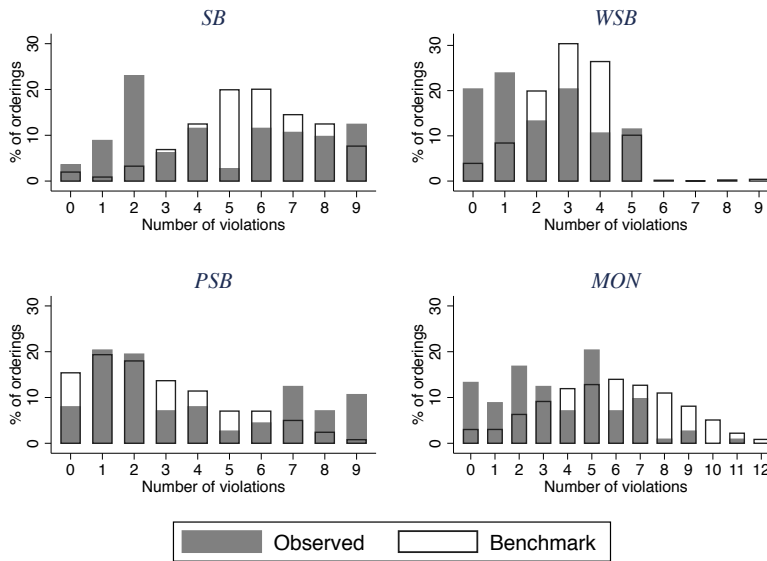 SB
30
20
10
0
% of orderings
0 1 2 3 4 5 6 7 8 9
Number of violations
WSB
30
20
10
0
% of orderings
0 1 2 3 4 5 6 7 8 9
Number of violations
PSB
30
20
10
0
% of orderings
0 1 2 3 4 5 6 7 8 9
Number of violations
MON
30
20
10
0
% of orderings
0 1 2 3 4 5 6 7 8 9 10 11 12
Number of violations
Observed Benchmark